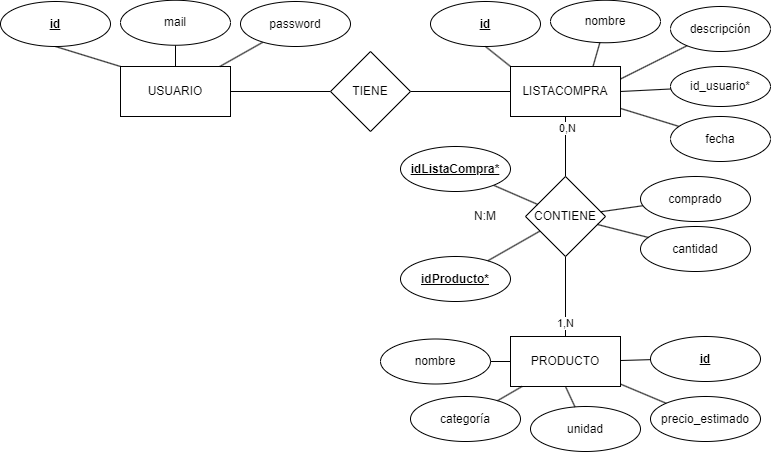 id
mail
password
id
nombre
descripción
USUARIO
TIENE
LISTACOMPRA
id_usuario*
0,N
fecha
idListaCompra*
comprado
N:M
CONTIENE
cantidad
idProducto*
1,N
nombre
PRODUCTO
id
categoría
unidad
precio_estimado